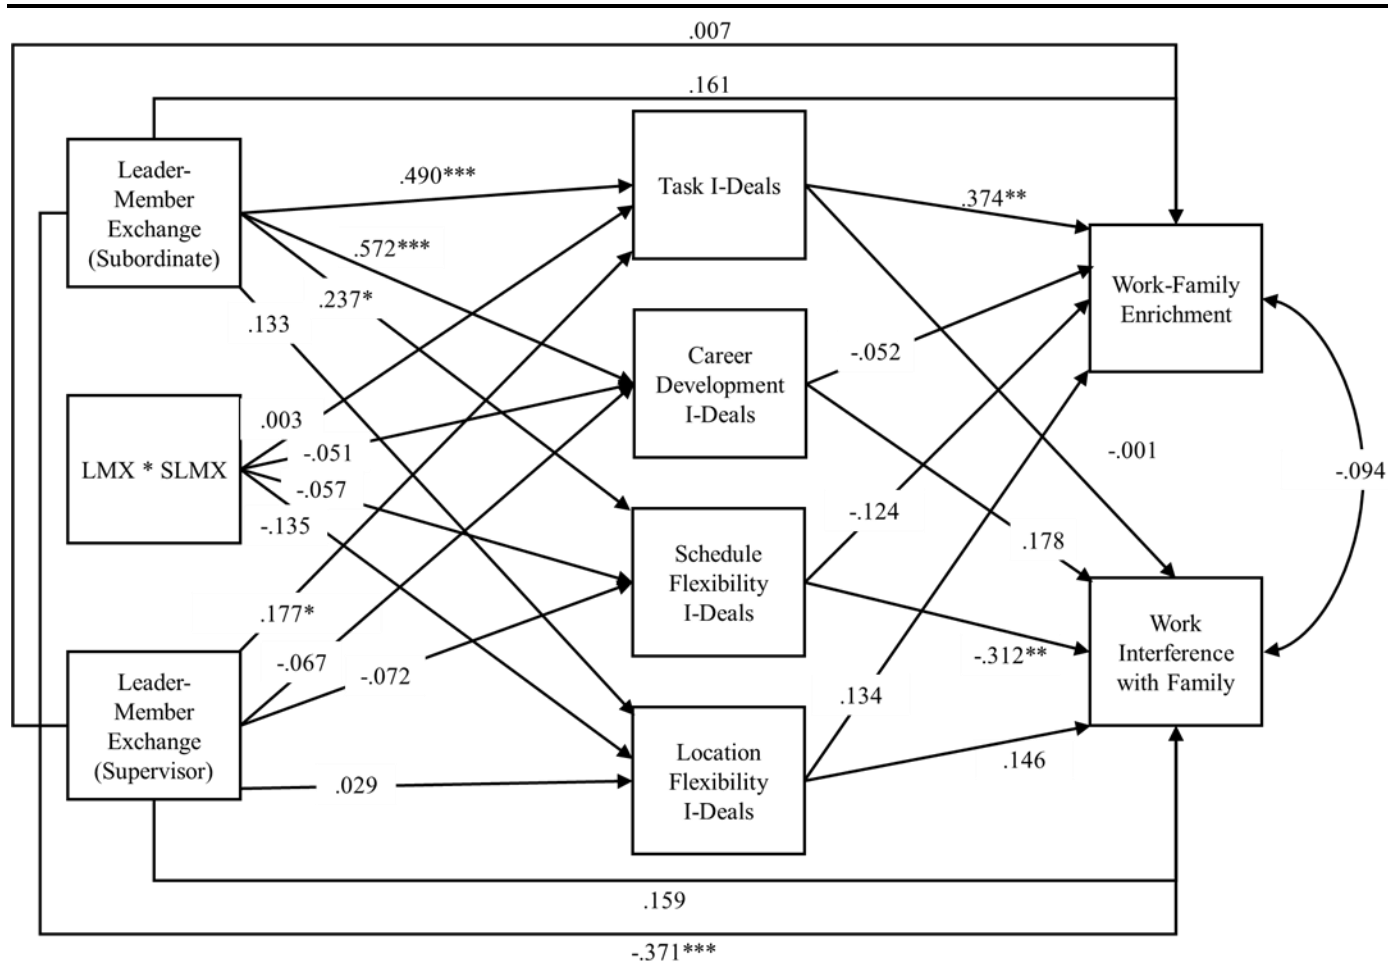 .007
.161
Leader-
Member
Exchange
(Subordinate)
.490***
Task I-Deals
.374**
.572***
.237*
.133
Work-Family
Enrichment
Career
Development
I-Deals
-.052
.003
-.051
LMX * SLMX
-.057
-.135
-.001
-.094
-.124
.178
Schedule
Flexibility
I-Deals
.177*
-.067
-.072
-.312**
Work
Interference
with Family
Leader-
Member
Exchange
(Supervisor)
.134
Location
Flexibility
I-Deals
.146
.029
.159
-.371***